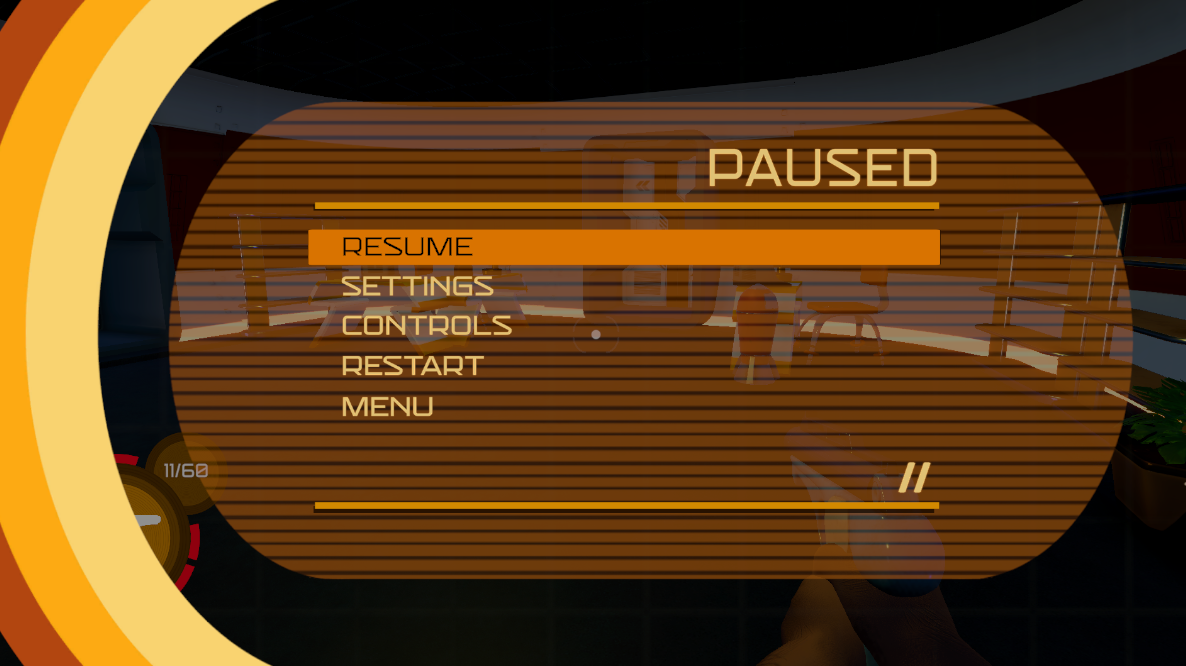 PAUSED
RESUME
SETTINGS
CONTROLS
RESTART
MENU
11/60
//